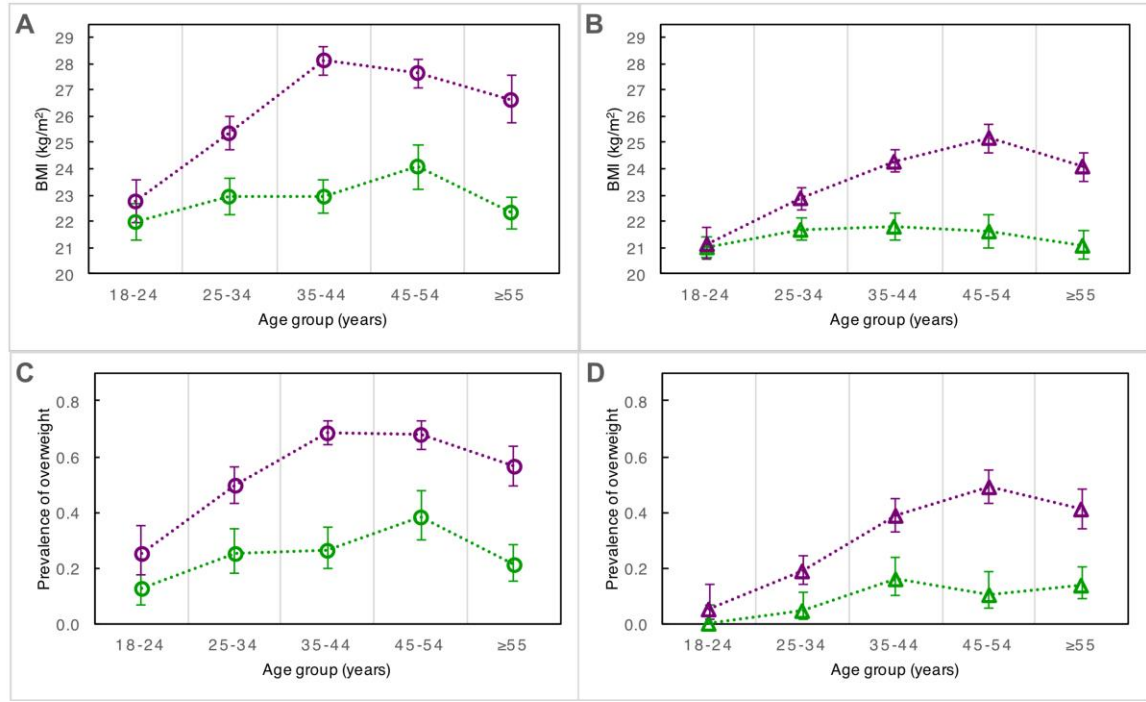 A
BMI (kg/m²)
29
28
27
26
25
24
23
22
21
20
18-24 25-34 35-44 45-54 ≥55
Age group (years)
B
BMI (kg/m²)
29
28
27
26
25
24
23
22
21
20
18-24 25-34 35-44 45-54 ≥55
Age group (years)
C
Prevalence of overweight
0.8
0.6
0.4
0.2
0.0
18-24 25-34 35-44 45-54 ≥55
Age group (years)
D
Prevalence of overweight
0.8
0.6
0.4
0.2
0.0
18-24 25-34 35-44 45-54 ≥55
Age group (years)